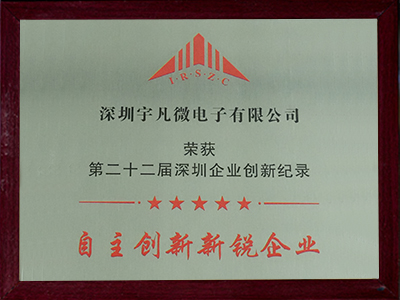 I·R·S·Z·C
深圳宇凡微电子有限公司
荣获
第二十二届深圳企业创新纪录
自主创新新锐企业